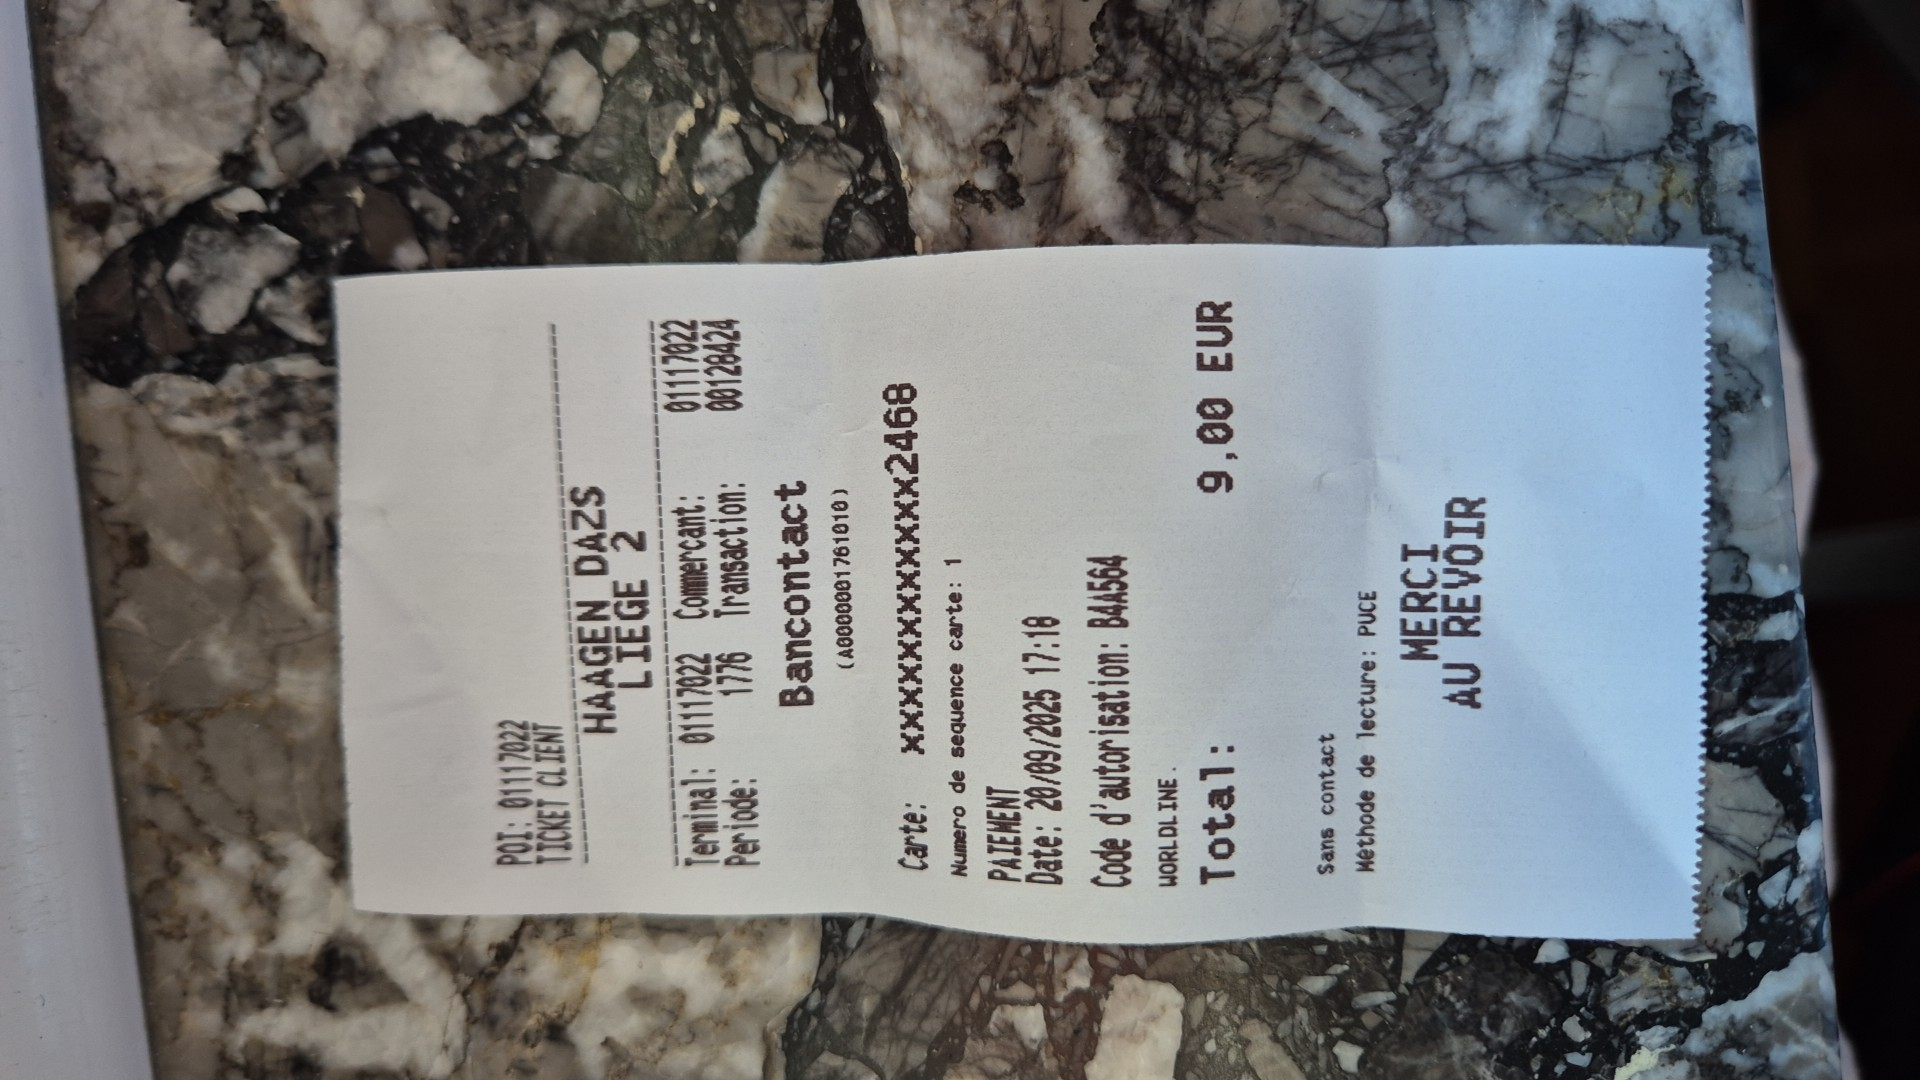 POI: 01117022
TICKET CLIENT
HAAGEN DAZS
LIEGE 2
Terminal: 01117022 Commercant: 01117022
Periode: 1776 Transaction: 00128424
Bancontact
(A0000001761010)
Carte: xxxxxxxxxxxxx2468
Numero de sequence carte: 1
PAIEMENT
Date: 20/09/2025 17:18
Code d'autorisation: B4A564
WORLDLINE.
Total: 9,00 EUR
Sans contact
Méthode de lecture: PUCE
MERCI
AU REVOIR